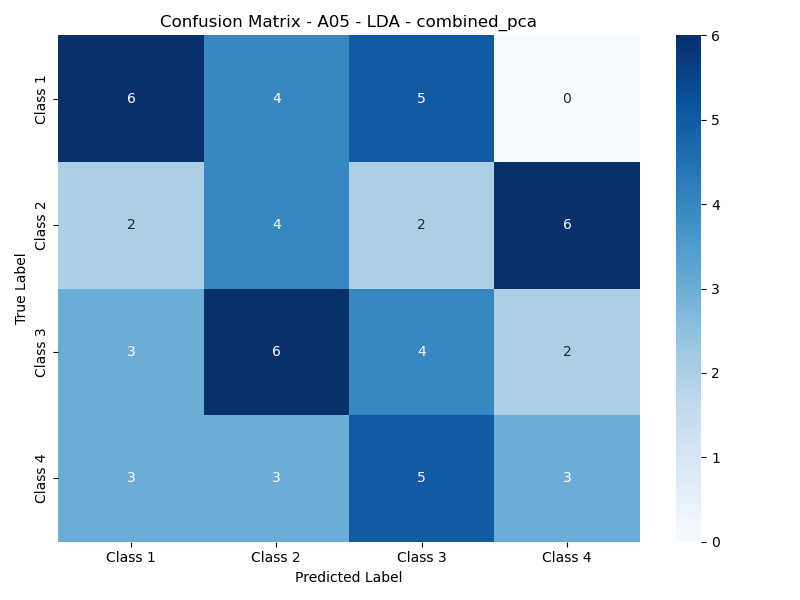 Confusion Matrix - A05 - LDA - combined_pca
True Label
Class 1
6 4 5 0
Class 2
2 4 2 6
Class 3
3 6 4 2
Class 4
3 3 5 3
Class 1 Class 2 Class 3 Class 4
Predicted Label
6
5
4
3
2
1
0